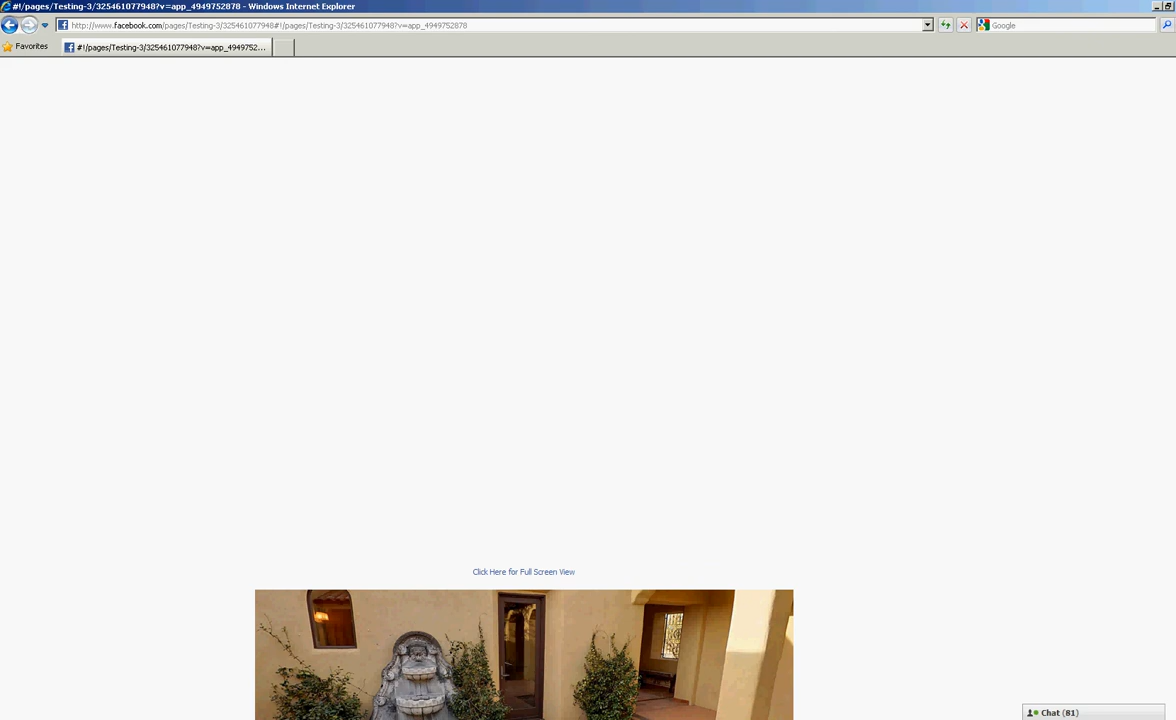 #!/pages/Testing-3/325461077948?v=app_4949752878 - Windows Internet Explorer
http://www.facebook.com/pages/Testing-3/325461077948#!/pages/Testing-3/325461077948?v=app_4949752878
Google
Favorites
#!/pages/Testing-3/325461077948?v=app_4949752...
Click Here for Full Screen View
Chat (81)